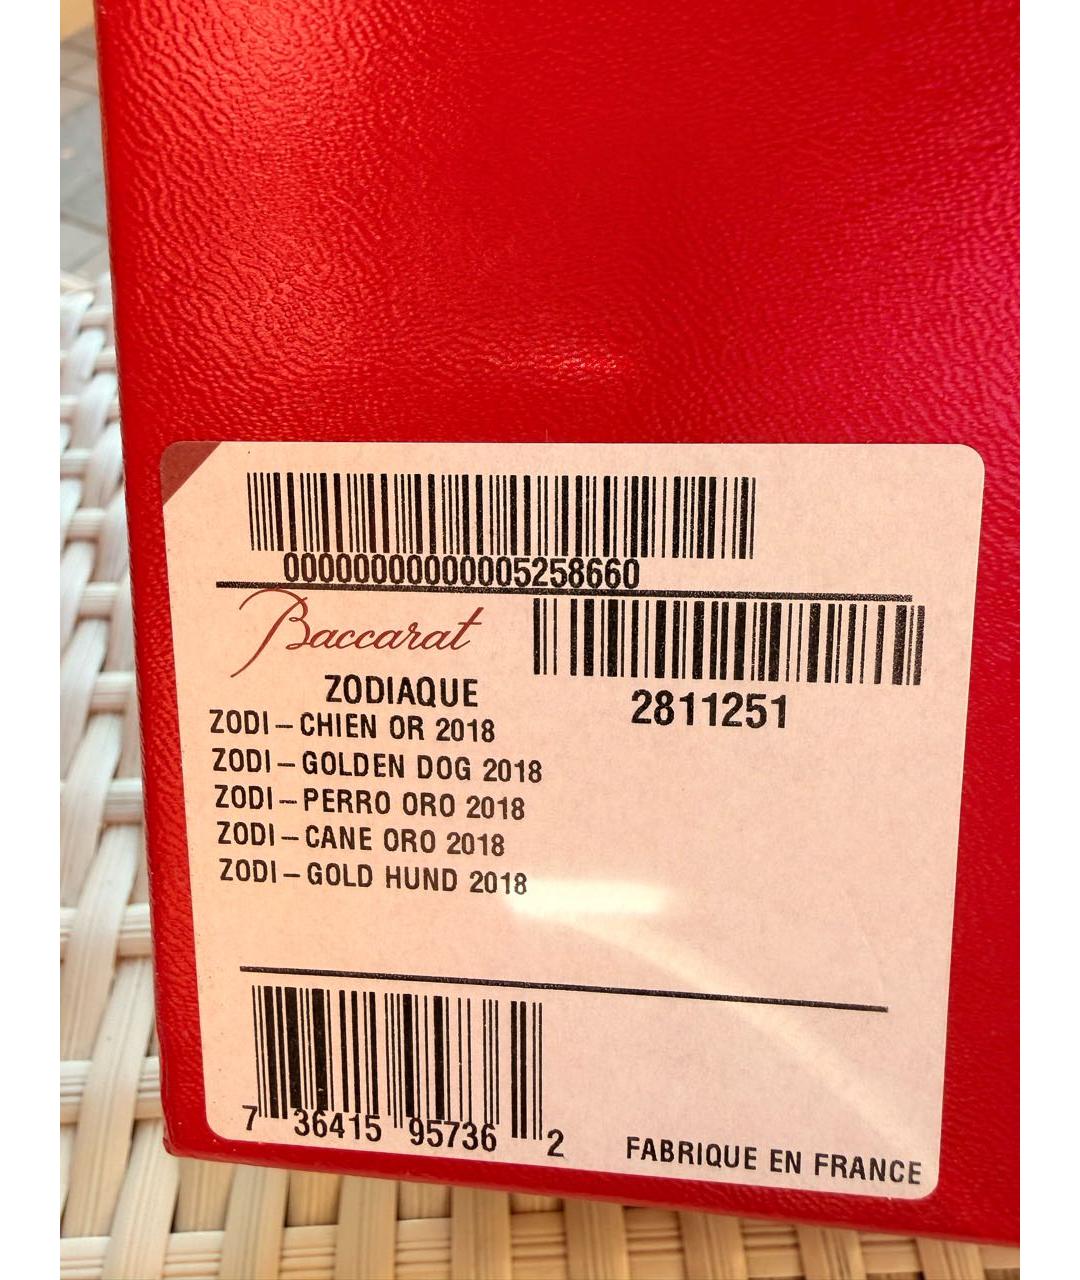 00000000000005258660
Baccarat
ZODIAQUE
2811251
ZODI – CHIEN OR 2018
ZODI – GOLDEN DOG 2018
ZODI – PERRO ORO 2018
ZODI – CANE ORO 2018
ZODI – GOLD HUND 2018
7 36415 95736 2
FABRIQUE EN FRANCE